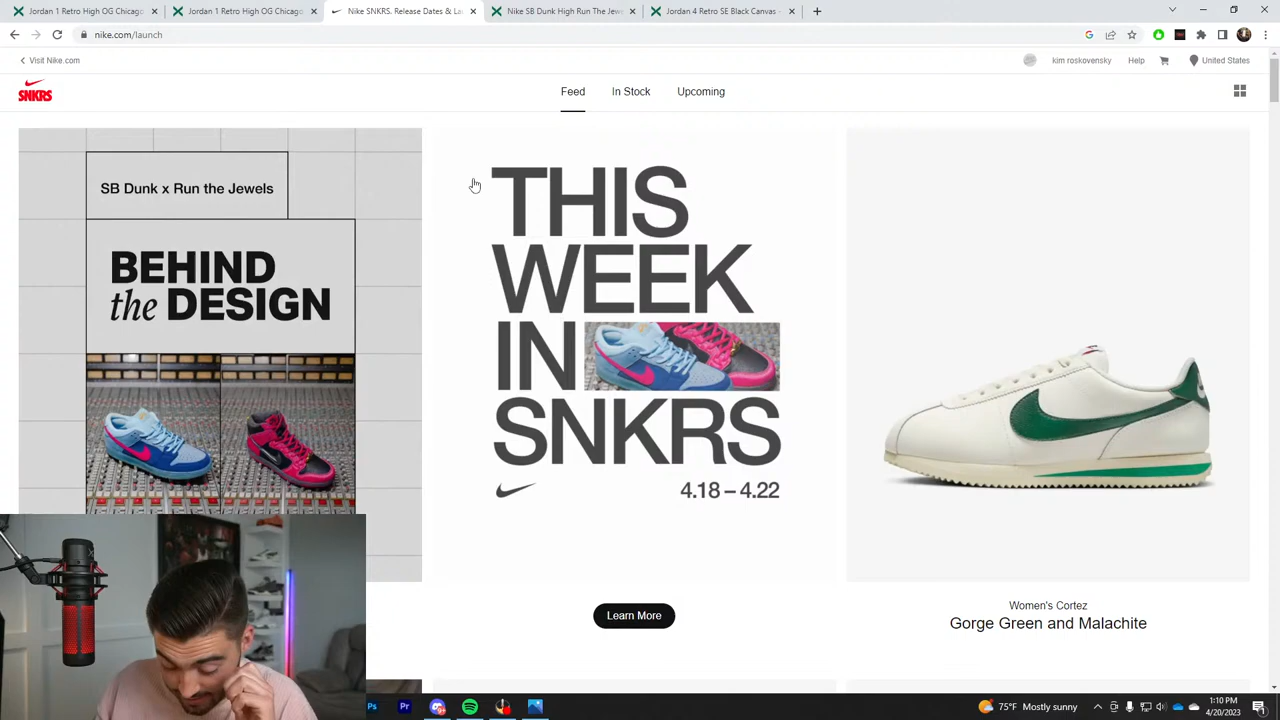 Jordan 1 Retro High OG Chicago
Jordan 1 Retro High OG Chicago
Nike SNKRS. Release Dates & La
Nike SB Dunk High Run The Jew
Jordan 4 Retro SE Black Canvas -
nike.com/launch
Visit Nike.com
kim roskovensky
Help
United States
SNKRS
Feed
In Stock
Upcoming
SB Dunk x Run the Jewels
BEHIND
the DESIGN
THIS
WEEK
IN
SNKRS
4.18 – 4.22
Learn More
Women's Cortez
Gorge Green and Malachite
Ps
Pr
75°F Mostly sunny
1:10 PM
4/20/2023